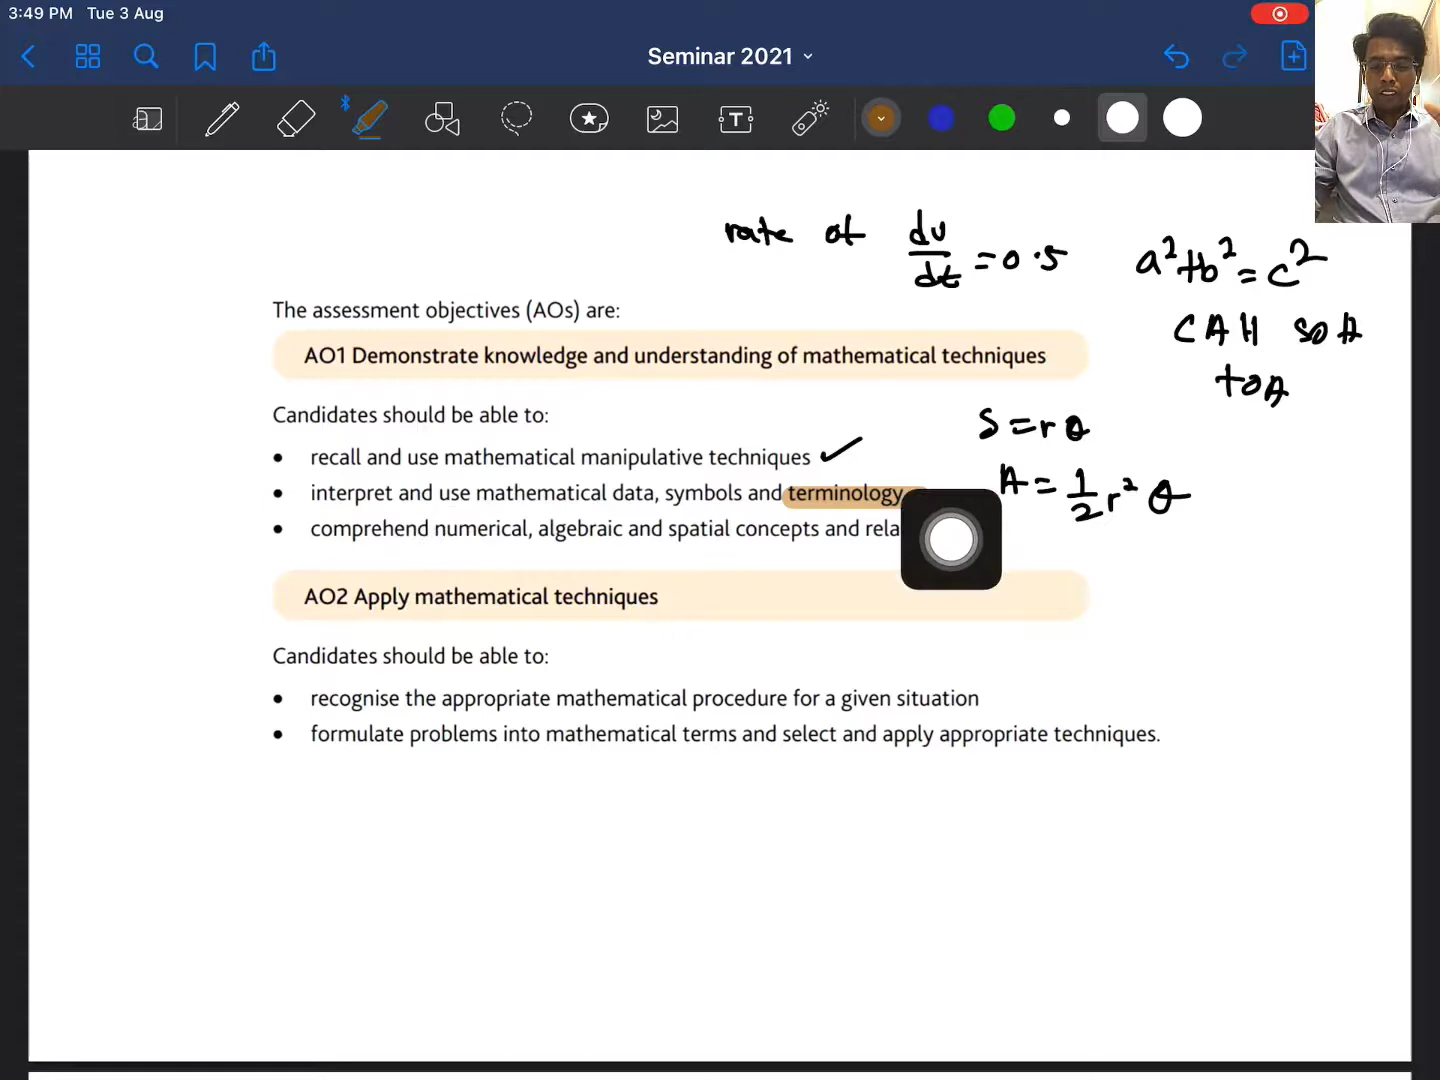 3:49 PM Tue 3 Aug
Seminar 2021
T
rate of du/dt = 0.5
a² + b² = c²
CAH SOH
TOA
The assessment objectives (AOs) are:
AO1 Demonstrate knowledge and understanding of mathematical techniques
Candidates should be able to:
S = rθ
• recall and use mathematical manipulative techniques ✓
• interpret and use mathematical data, symbols and terminology
A = 1/2 r² θ
• comprehend numerical, algebraic and spatial concepts and rela
AO2 Apply mathematical techniques
Candidates should be able to:
• recognise the appropriate mathematical procedure for a given situation
• formulate problems into mathematical terms and select and apply appropriate techniques.